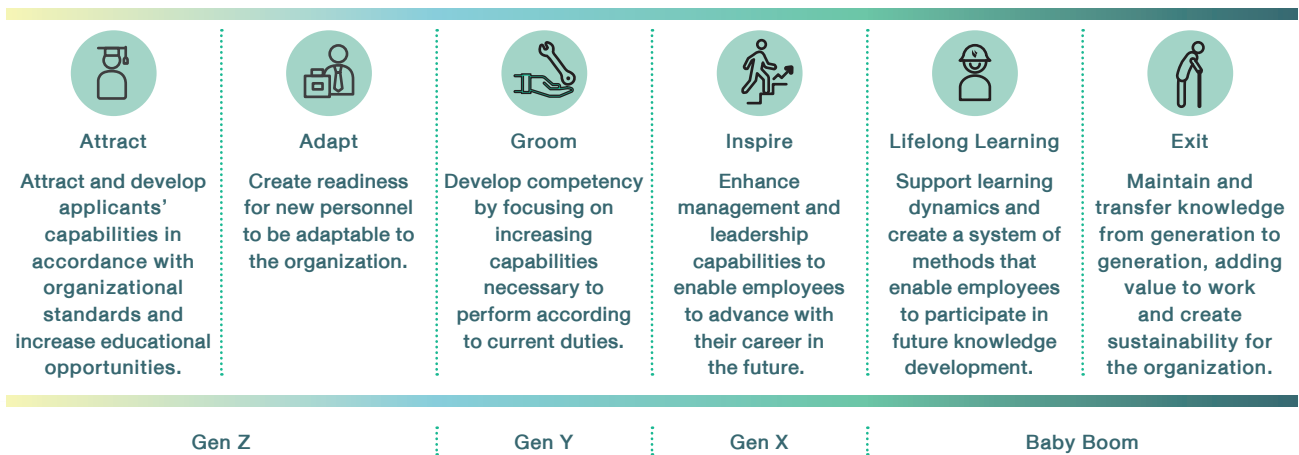 Attract
Attract and develop
applicants'
capabilities in
accordance with
organizational
standards and
increase educational
opportunities.
Adapt
Create readiness
for new personnel
to be adaptable to
the organization.
Groom
Develop competency
by focusing on
increasing
capabilities
necessary to
perform according
to current duties.
Inspire
Enhance
management and
leadership
capabilities to
enable employees
to advance with
their career in
the future.
Lifelong Learning
Support learning
dynamics and
create a system of
methods that
enable employees
to participate in
future knowledge
development.
Exit
Maintain and
transfer knowledge
from generation to
generation, adding
value to work
and create
sustainability for
the organization.
Gen Z
Gen Y
Gen X
Baby Boom